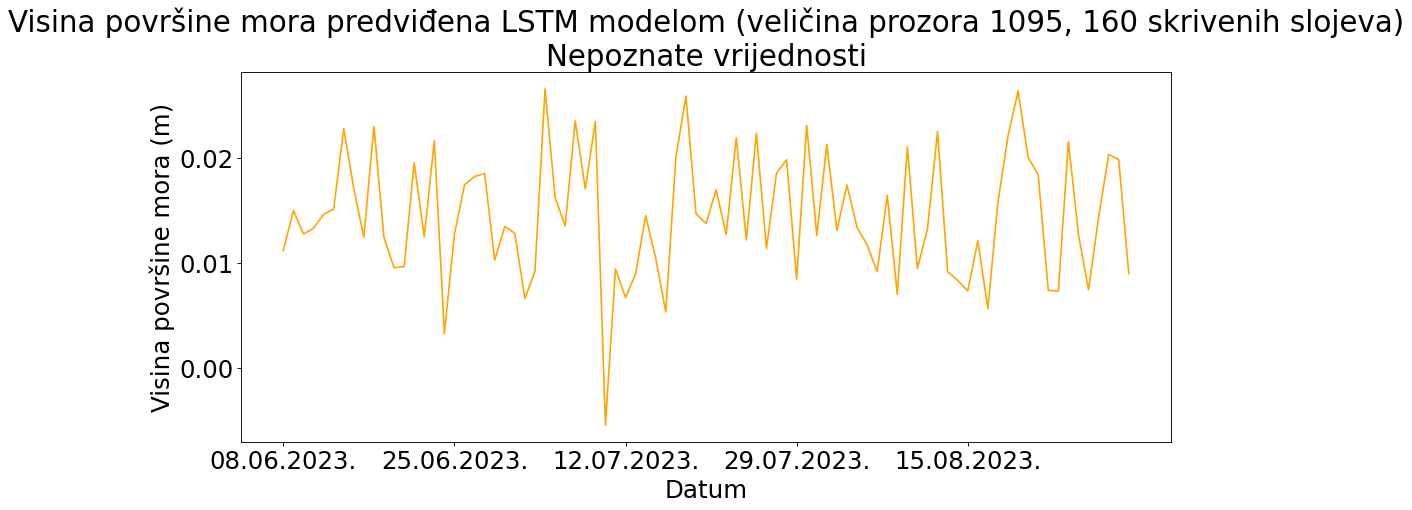 Visina površine mora predviđena LSTM modelom (veličina prozora 1095, 160 skrivenih slojeva)
Nepoznate vrijednosti
Visina površine mora (m)
0.02
0.01
0.00
08.06.2023. 25.06.2023. 12.07.2023. 29.07.2023. 15.08.2023.
Datum